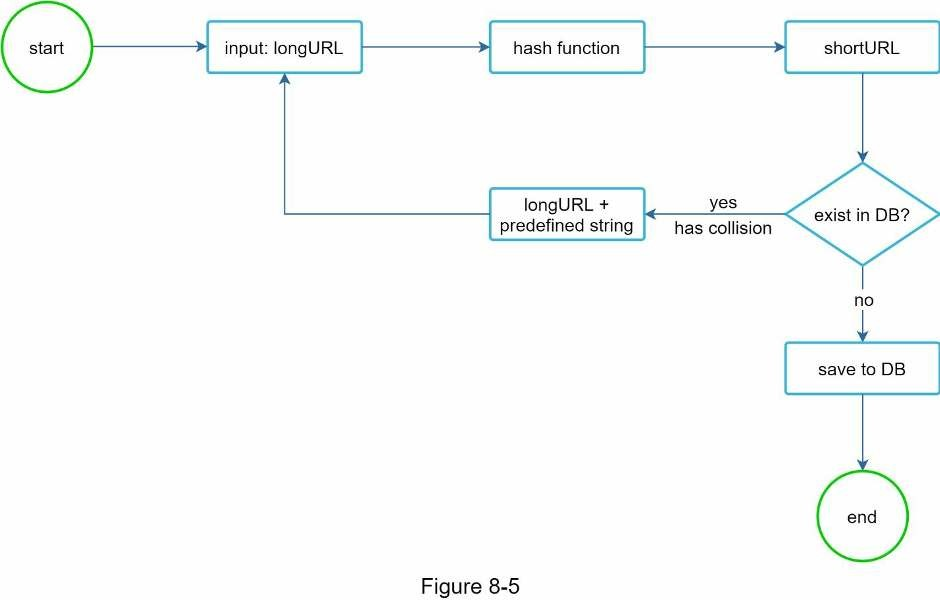 start
input: longURL
hash function
shortURL
longURL +
predefined string
yes
has collision
exist in DB?
no
save to DB
end
Figure 8-5